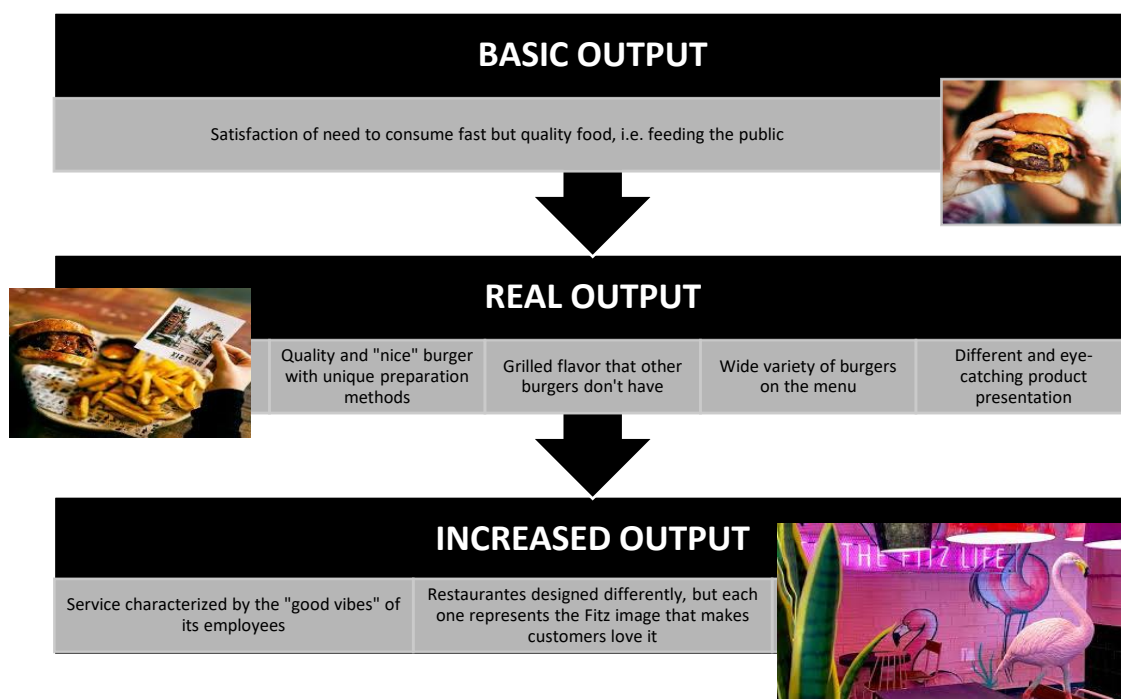 BASIC OUTPUT
Satisfaction of need to consume fast but quality food, i.e. feeding the public
REAL OUTPUT
Quality and "nice" burger
with unique preparation
methods
Grilled flavor that other
burgers don't have
Wide variety of burgers
on the menu
Different and eye-
catching product
presentation
INCREASED OUTPUT
Service characterized by the "good vibes" of
its employees
Restaurantes designed differently, but each
one represents the Fitz image that makes
customers love it
THE FITZ LIFE